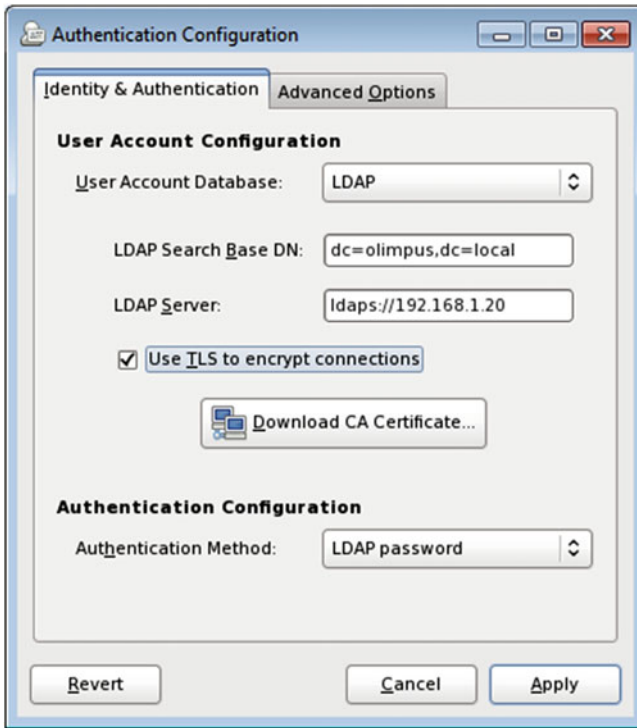 Authentication Configuration
Identity & Authentication
Advanced Options
User Account Configuration
User Account Database: LDAP
LDAP Search Base DN: dc=olimpus,dc=local
LDAP Server: ldaps://192.168.1.20
Use TLS to encrypt connections
Download CA Certificate...
Authentication Configuration
Authentication Method: LDAP password
Revert Cancel Apply